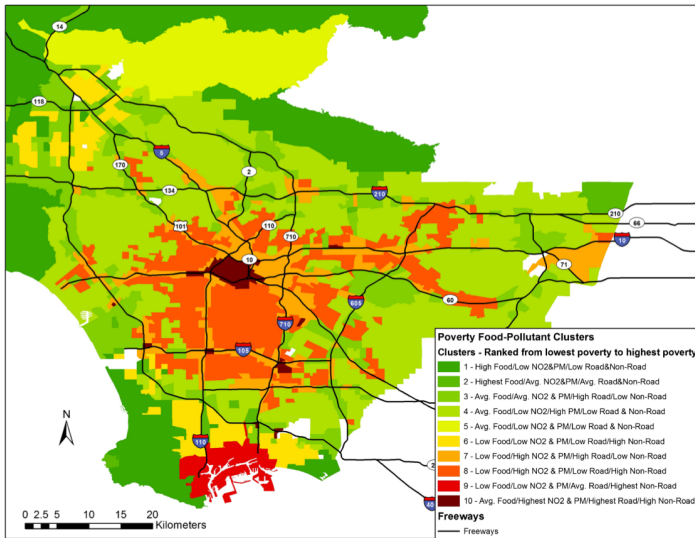 14
118
5
170
2
134
210
101
110
710
210
66
10
10
71
60
605
710
105
110
Poverty Food-Pollutant Clusters
Clusters - Ranked from lowest poverty to highest poverty
1 - High Food/Low NO2&PM/Low Road&Non-Road
2 - Highest Food/Avg. NO2&PM/Avg. Road&Non-Road
3 - Avg. Food/Avg. NO2 & PM/High Road/Low Non-Road
4 - Avg. Food/Low NO2/High PM/Low Road & Non-Road
5 - Avg. Food/Low NO2 & PM/Low Road & Non-Road
6 - Low Food/Low NO2 & PM/Low Road/High Non-Road
7 - Low Food/High NO2 & PM/High Road/Low Non-Road
8 - Low Food/High NO2 & PM/Low Road/High Non-Road
9 - Low Food/Low NO2 & PM/Avg. Road/Highest Non-Road
10 - Avg. Food/Highest NO2 & PM/Highest Road/High Non-Road
Freeways
Freeways
N
0 2.5 5 10 15 20
Kilometers